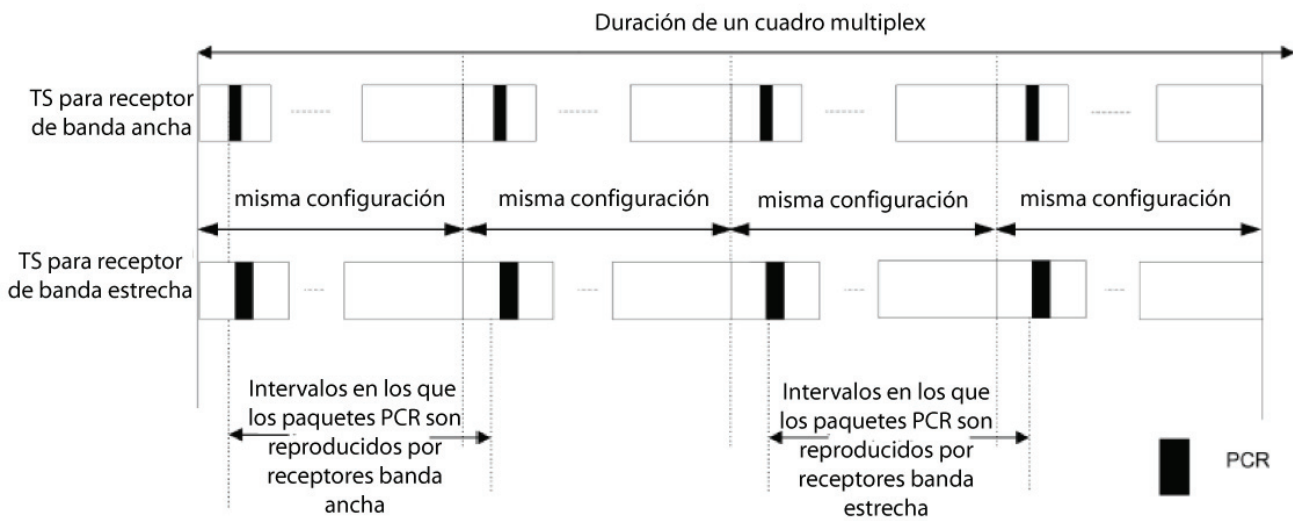 Duración de un cuadro multiplex
TS para receptor
de banda ancha
misma configuración
misma configuración
misma configuración
misma configuración
TS para receptor
de banda estrecha
Intervalos en los que
los paquetes PCR son
reproducidos por
receptores banda
ancha
Intervalos en los que
los paquetes PCR son
reproducidos por
receptores banda
estrecha
PCR